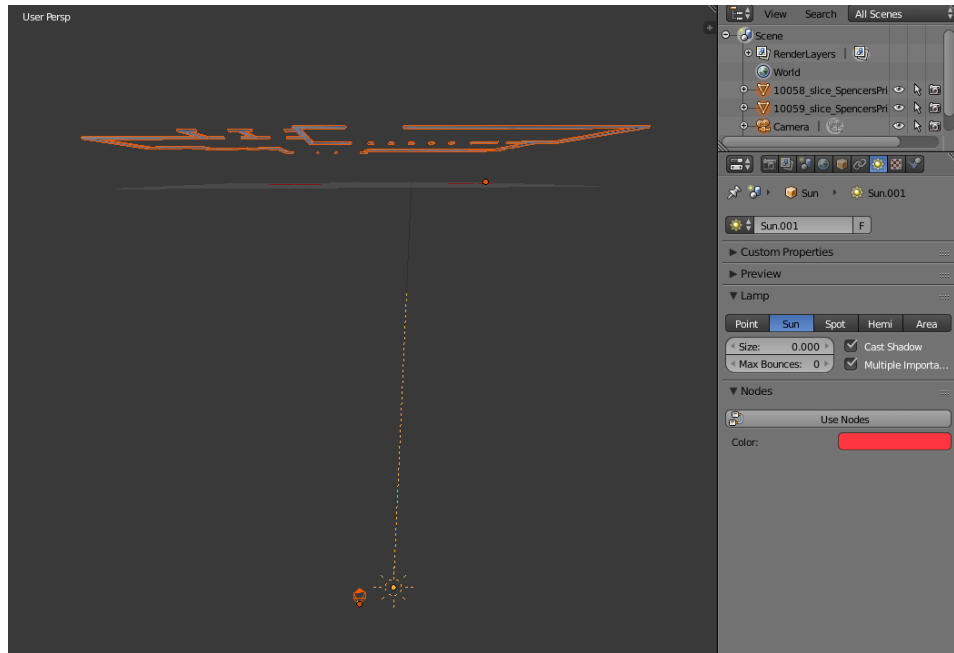 User Persp
View Search All Scenes
Scene
RenderLayers |
World
10058_slice_SpencersPri
10059_slice_SpencersPri
Camera |
Sun Sun.001
Sun.001 F
Custom Properties
Preview
Lamp
Point Sun Spot Hemi Area
Size: 0.000 Cast Shadow
Max Bounces: 0 Multiple Importa...
Nodes
Use Nodes
Color: